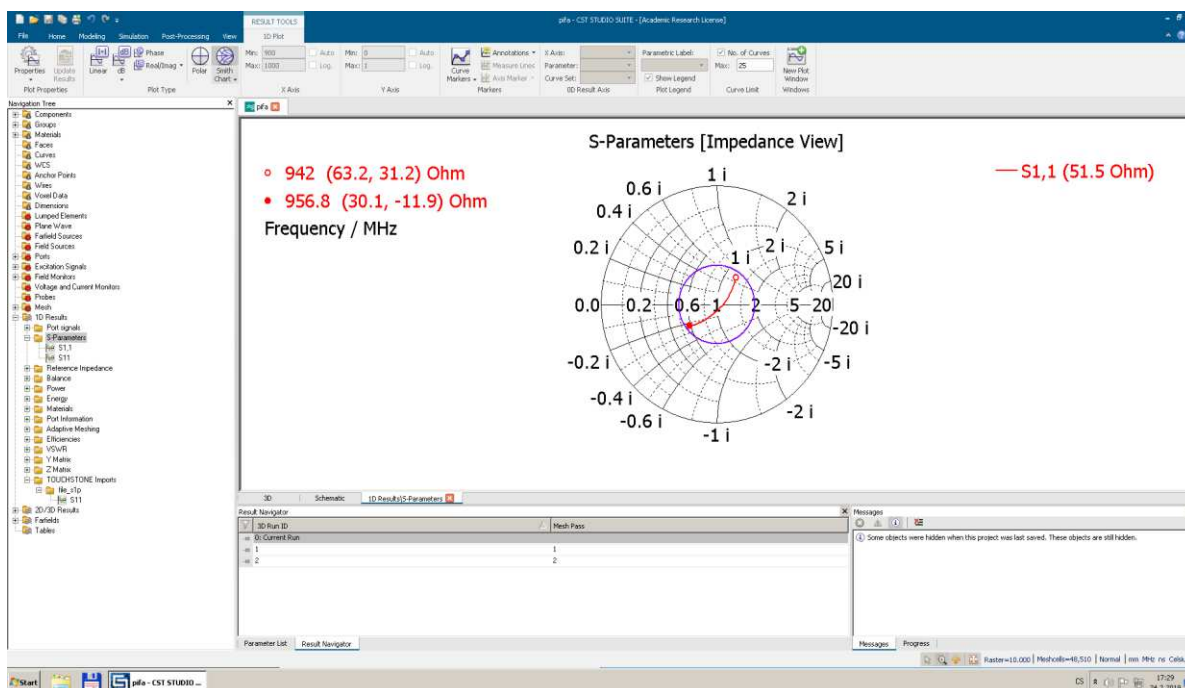 RESULT TOOLS
pifa - CST STUDIO SUITE - [Academic Research License]
File Home Modeling Simulation Post-Processing View 1D Plot
Properties
Update Results
Linear
dB
Phase
Real/Imag
Polar
Smith Chart
Min: 900 Auto
Max: 1000 Log.
Min: 0 Auto
Max: 1 Log.
Curve Markers
Annotations
Measure Lines
Axis Marker
X Axis:
Parameter:
Curve Set:
Parametric Label:
Show Legend
No. of Curves
Max: 25
New Plot Window
Plot Properties Plot Type X Axis Y Axis Markers 0D Result Axis Plot Legend Curve Limit Windows
Navigation Tree
Components
Groups
Materials
Faces
Curves
WCS
Anchor Points
Wires
Voxel Data
Dimensions
Lumped Elements
Plane Wave
Farfield Sources
Field Sources
Ports
Excitation Signals
Field Monitors
Voltage and Current Monitors
Probes
Mesh
1D Results
Port signals
S-Parameters
S1,1
S11
Reference Impedance
Balance
Power
Energy
Materials
Port Information
Adaptive Meshing
Efficiencies
VSWR
Y Matrix
Z Matrix
TOUCHSTONE Imports
file_s1p
S11
2D/3D Results
Farfields
Tables
pifa
S-Parameters [Impedance View]
942 (63.2, 31.2) Ohm
956.8 (30.1, -11.9) Ohm
Frequency / MHz
S1,1 (51.5 Ohm)
1 i
0.6 i
2 i
0.4 i
0.2 i
1 i
2 i
5 i
20 i
0.0 0.2 0.6 1 2 5 20
-20 i
-0.2 i
-2 i
-5 i
-0.4 i
-0.6 i
-1 i
-2 i
3D Schematic 1D Results\S-Parameters
Result Navigator
3D Run ID Mesh Pass
0: Current Run
1 1
2 2
Parameter List Result Navigator
Messages
Some objects were hidden when this project was last saved. These objects are still hidden.
Messages Progress
Raster=10.000 Meshcells=48,510 Normal mm MHz ns
Start
pifa - CST STUDIO ...
CS
17:29